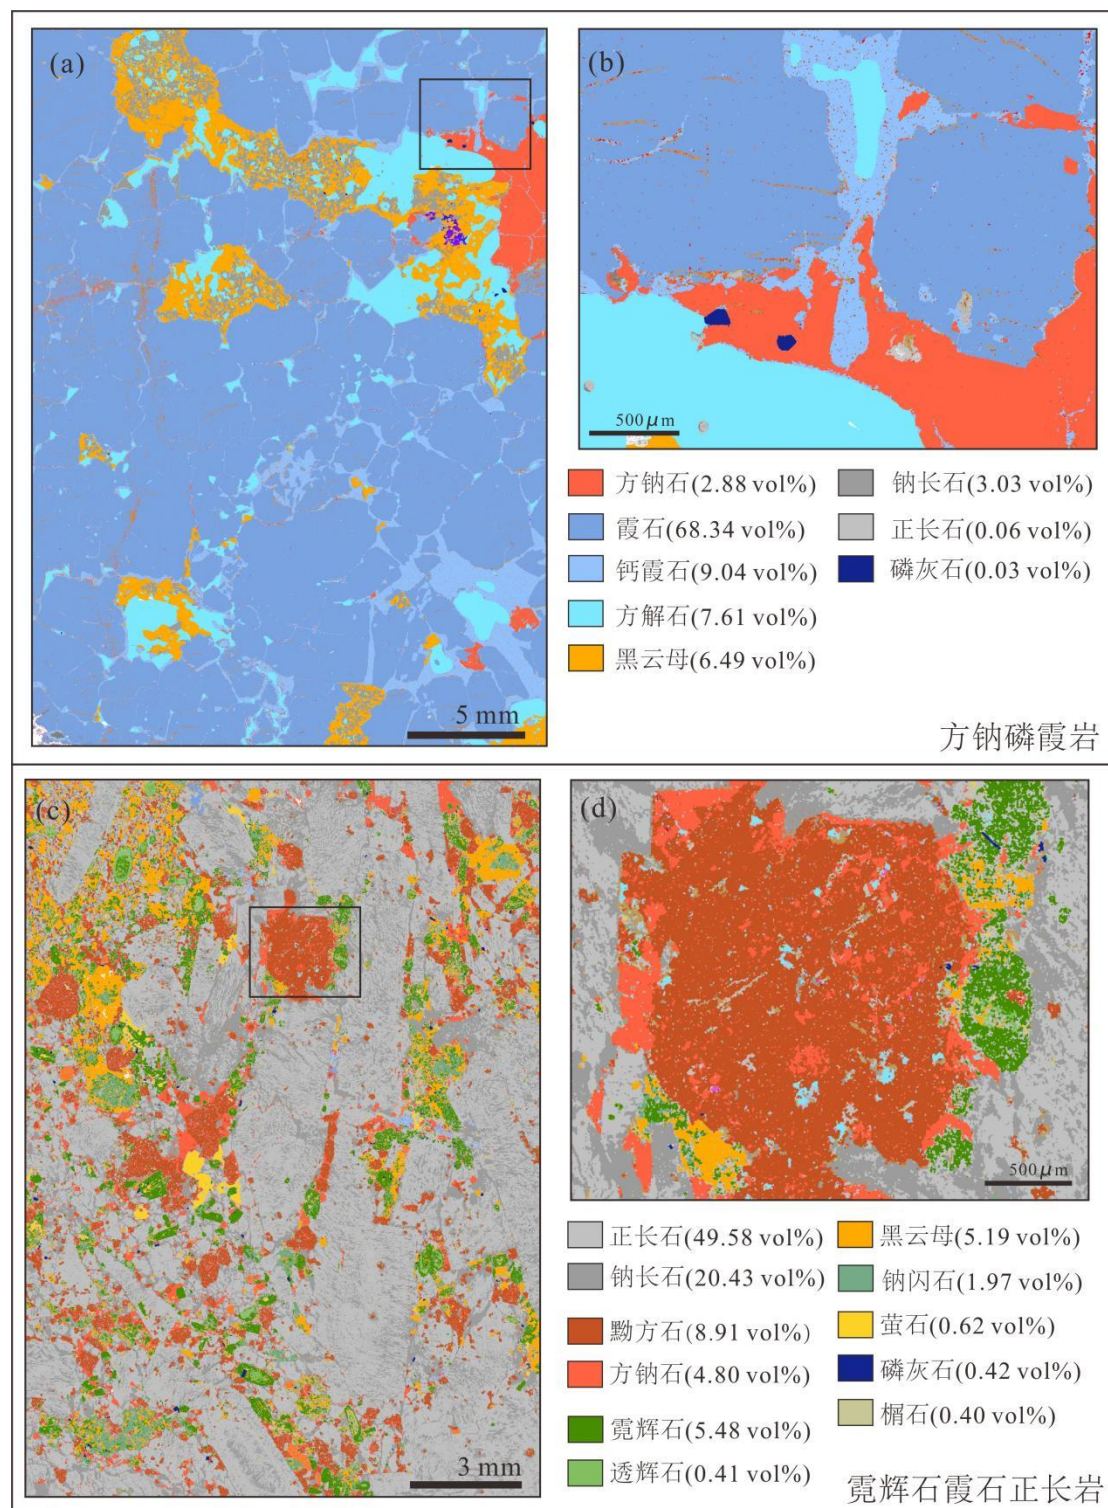 (a)
(b)
500μm
5 mm
方钠石(2.88 vol%)
钠长石(3.03 vol%)
霞石(68.34 vol%)
正长石(0.06 vol%)
钙霞石(9.04 vol%)
磷灰石(0.03 vol%)
方解石(7.61 vol%)
黑云母(6.49 vol%)
方钠磷霞岩
(c)
(d)
500μm
3 mm
正长石(49.58 vol%)
黑云母(5.19 vol%)
钠长石(20.43 vol%)
钠闪石(1.97 vol%)
黝方石(8.91 vol%)
萤石(0.62 vol%)
方钠石(4.80 vol%)
磷灰石(0.42 vol%)
霓辉石(5.48 vol%)
榍石(0.40 vol%)
透辉石(0.41 vol%)
霓辉石霞石正长岩